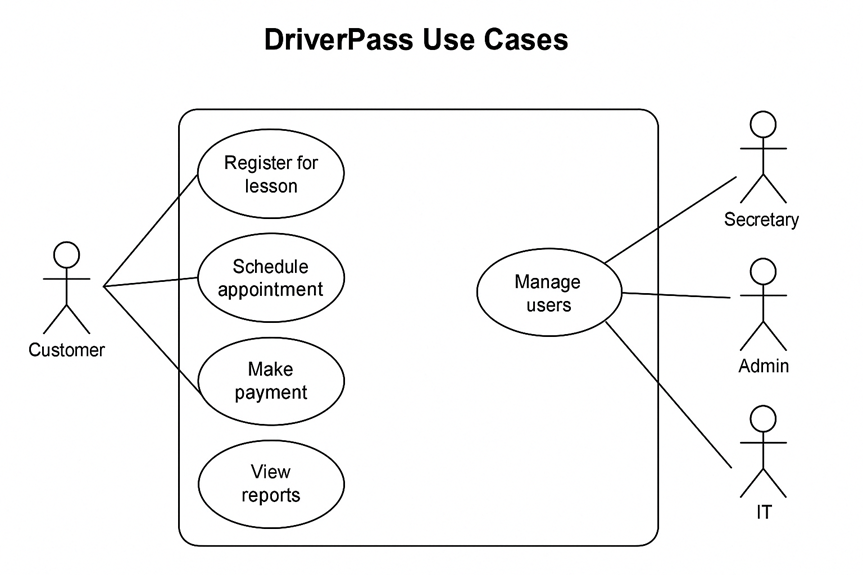 DriverPass Use Cases
Register for
lesson
Schedule
appointment
Make
payment
View
reports
Manage
users
Customer
Secretary
Admin
IT